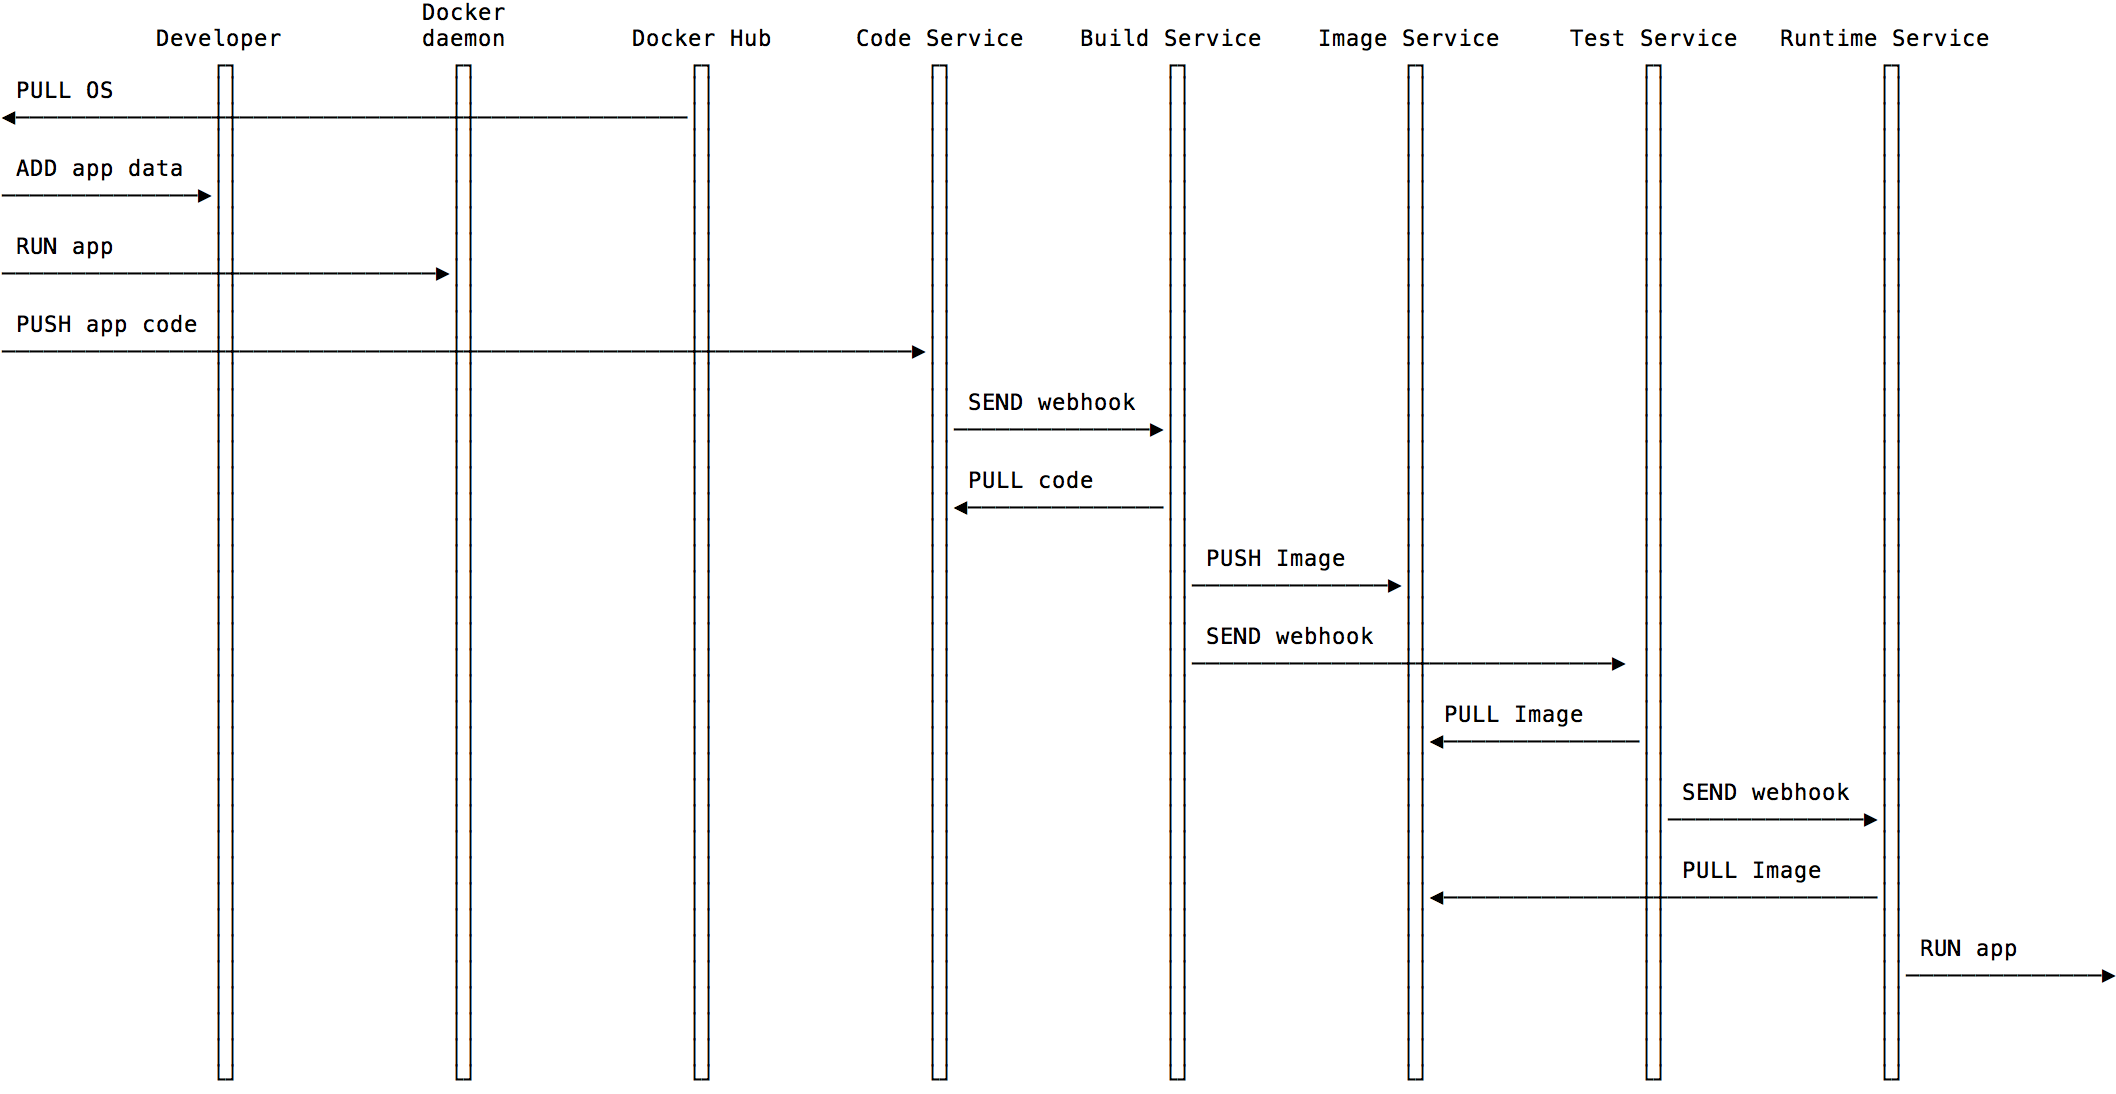 Docker
Developer daemon Docker Hub Code Service Build Service Image Service Test Service Runtime Service
PULL OS
ADD app data
RUN app
PUSH app code
SEND webhook
PULL code
PUSH Image
SEND webhook
PULL Image
SEND webhook
PULL Image
RUN app